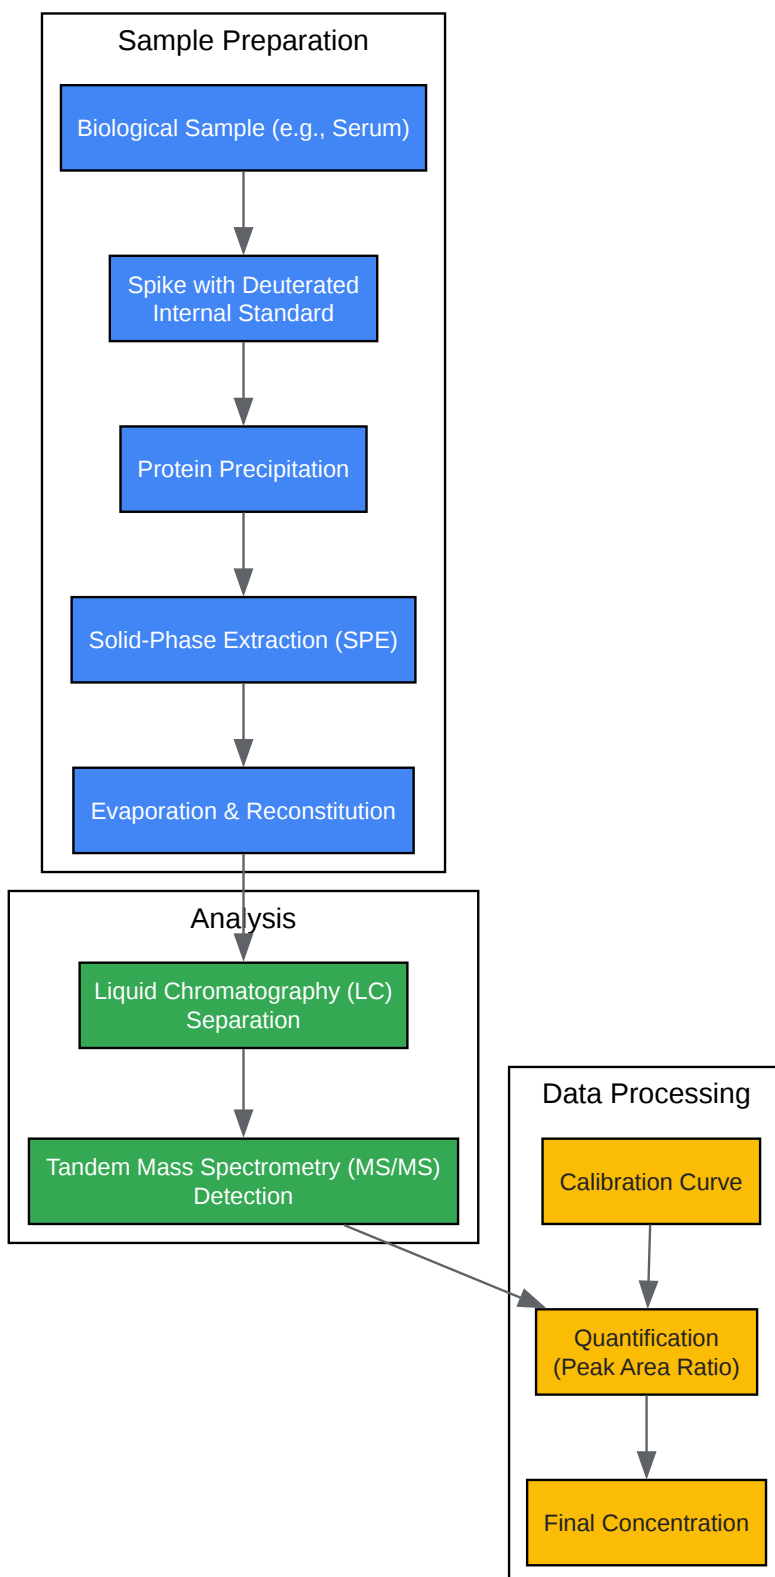 Sample Preparation
Biological Sample (e.g., Serum)
Spike with Deuterated
Internal Standard
Protein Precipitation
Solid-Phase Extraction (SPE)
Evaporation & Reconstitution
Analysis
Liquid Chromatography (LC)
Separation
Tandem Mass Spectrometry (MS/MS)
Detection
Data Processing
Calibration Curve
Quantification
(Peak Area Ratio)
Final Concentration